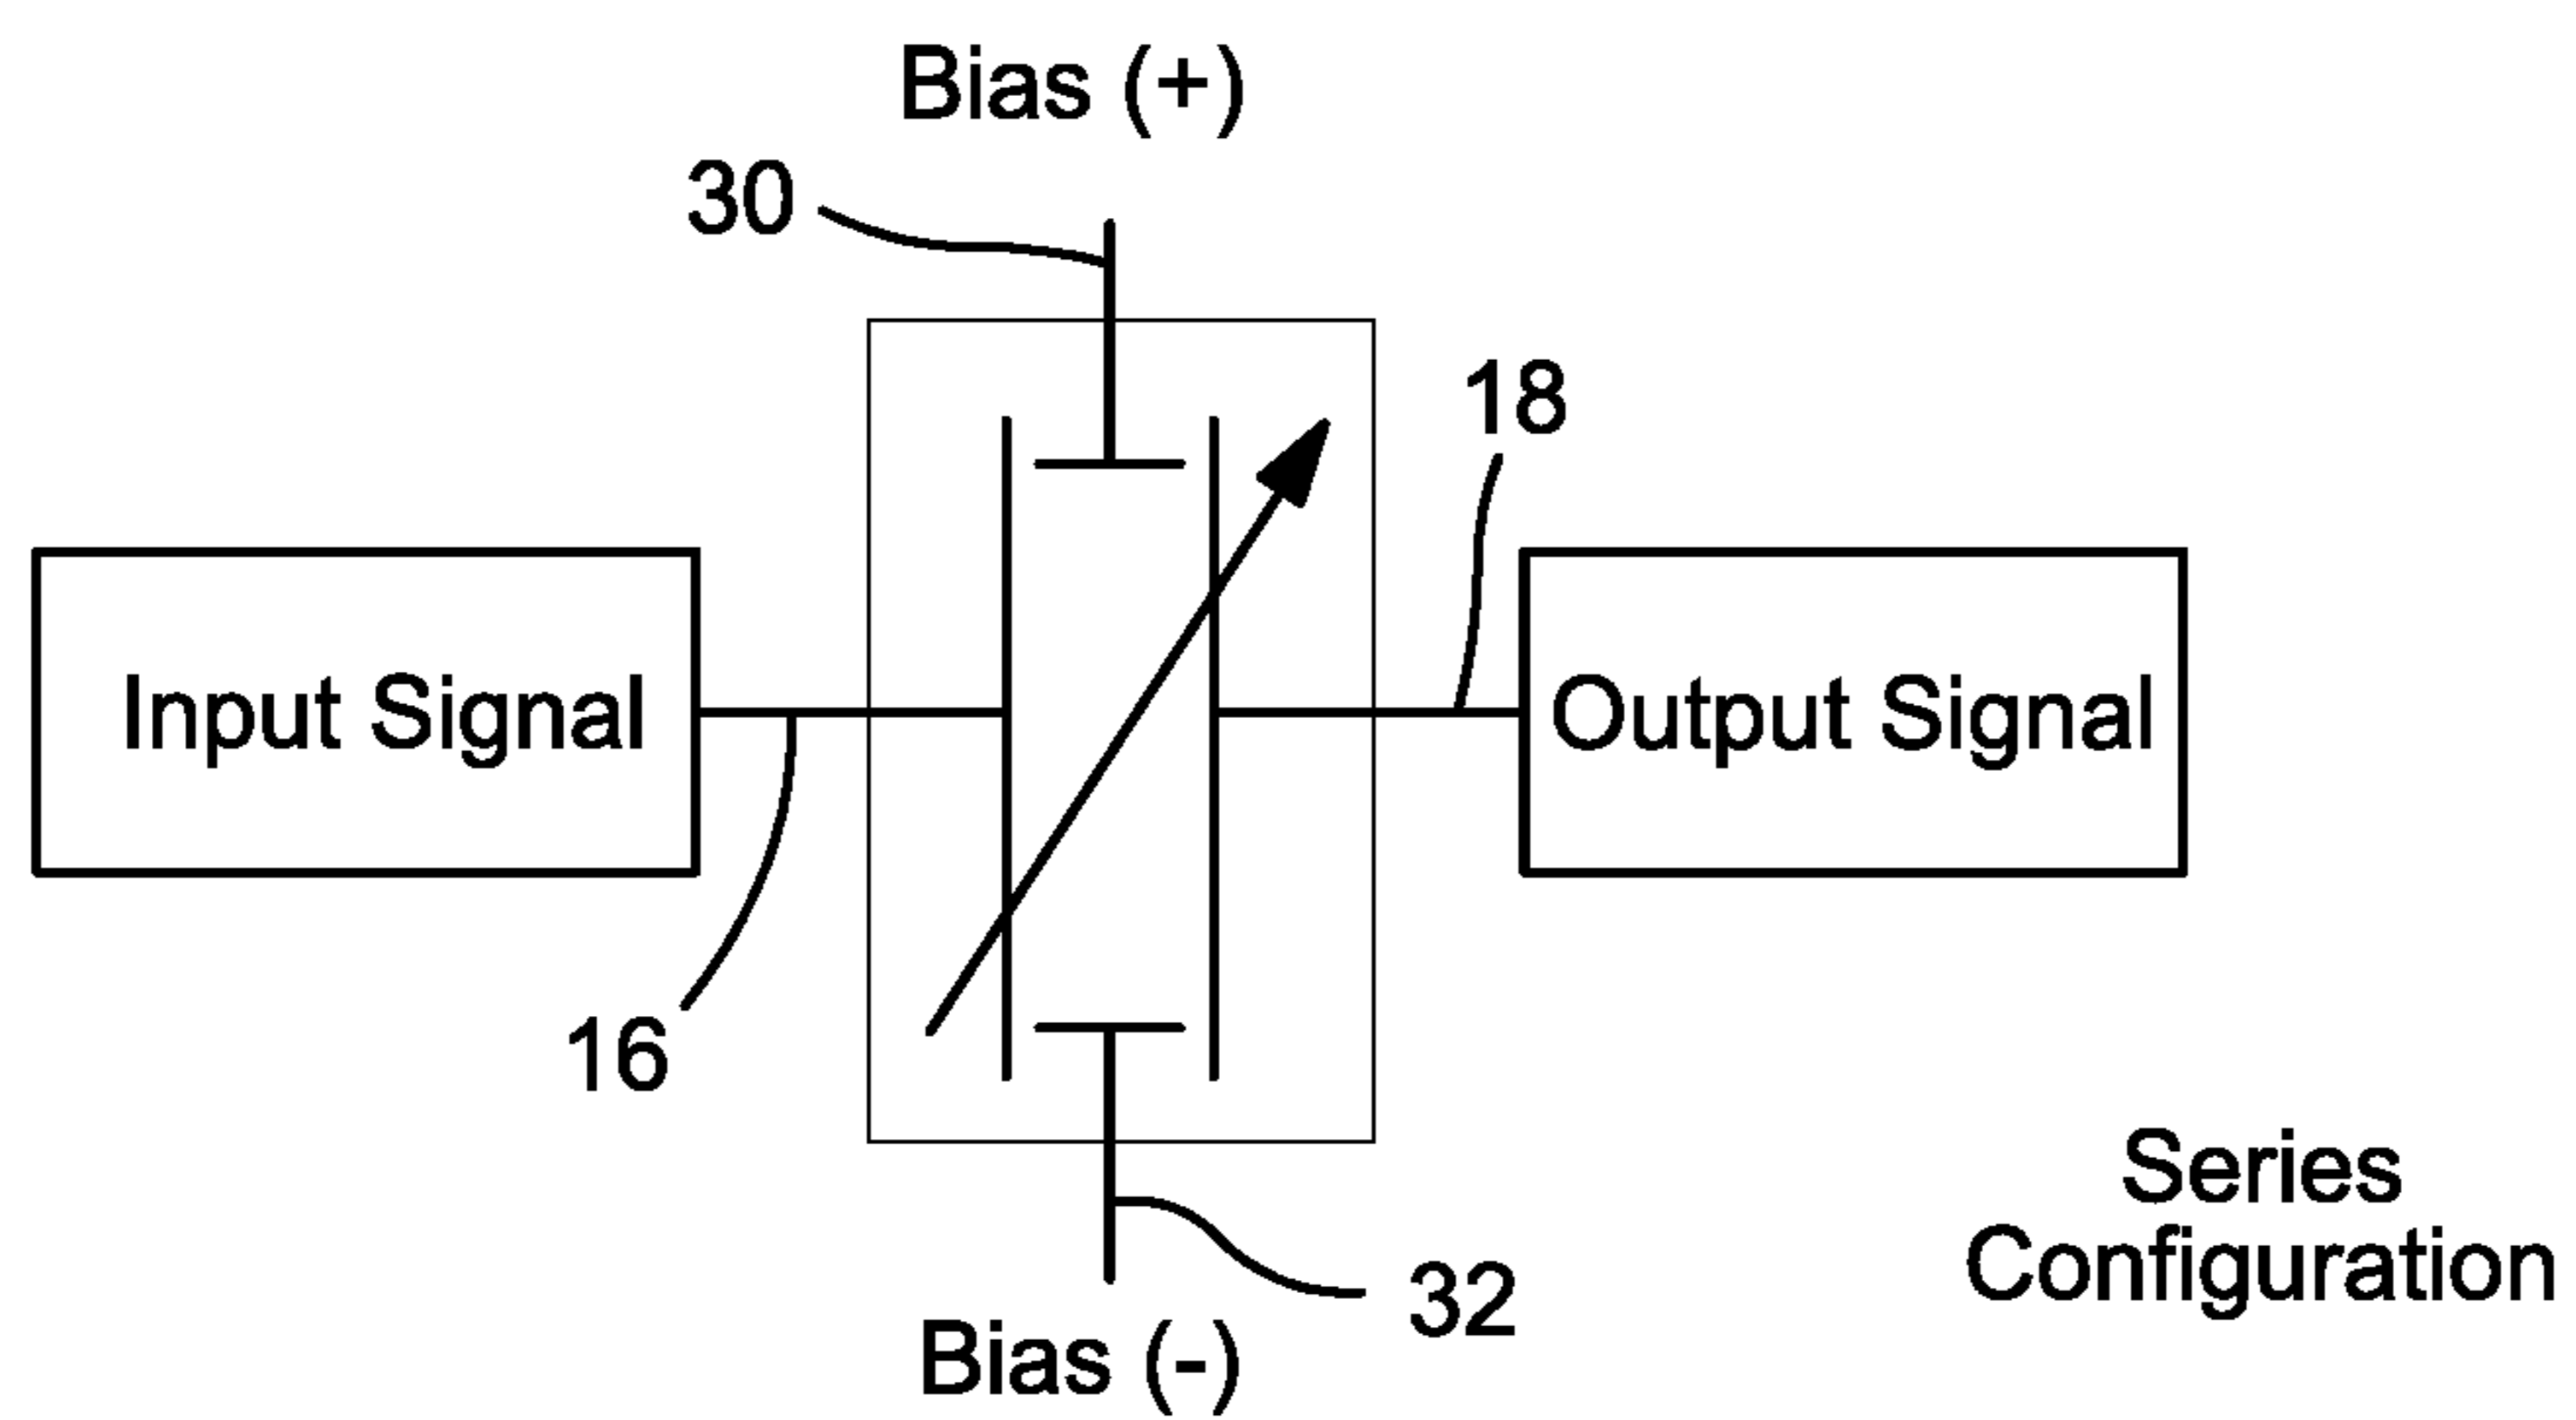 Bias (+)
30
18
Input Signal
Output Signal
16
32
Bias (-)
Series
Configuration